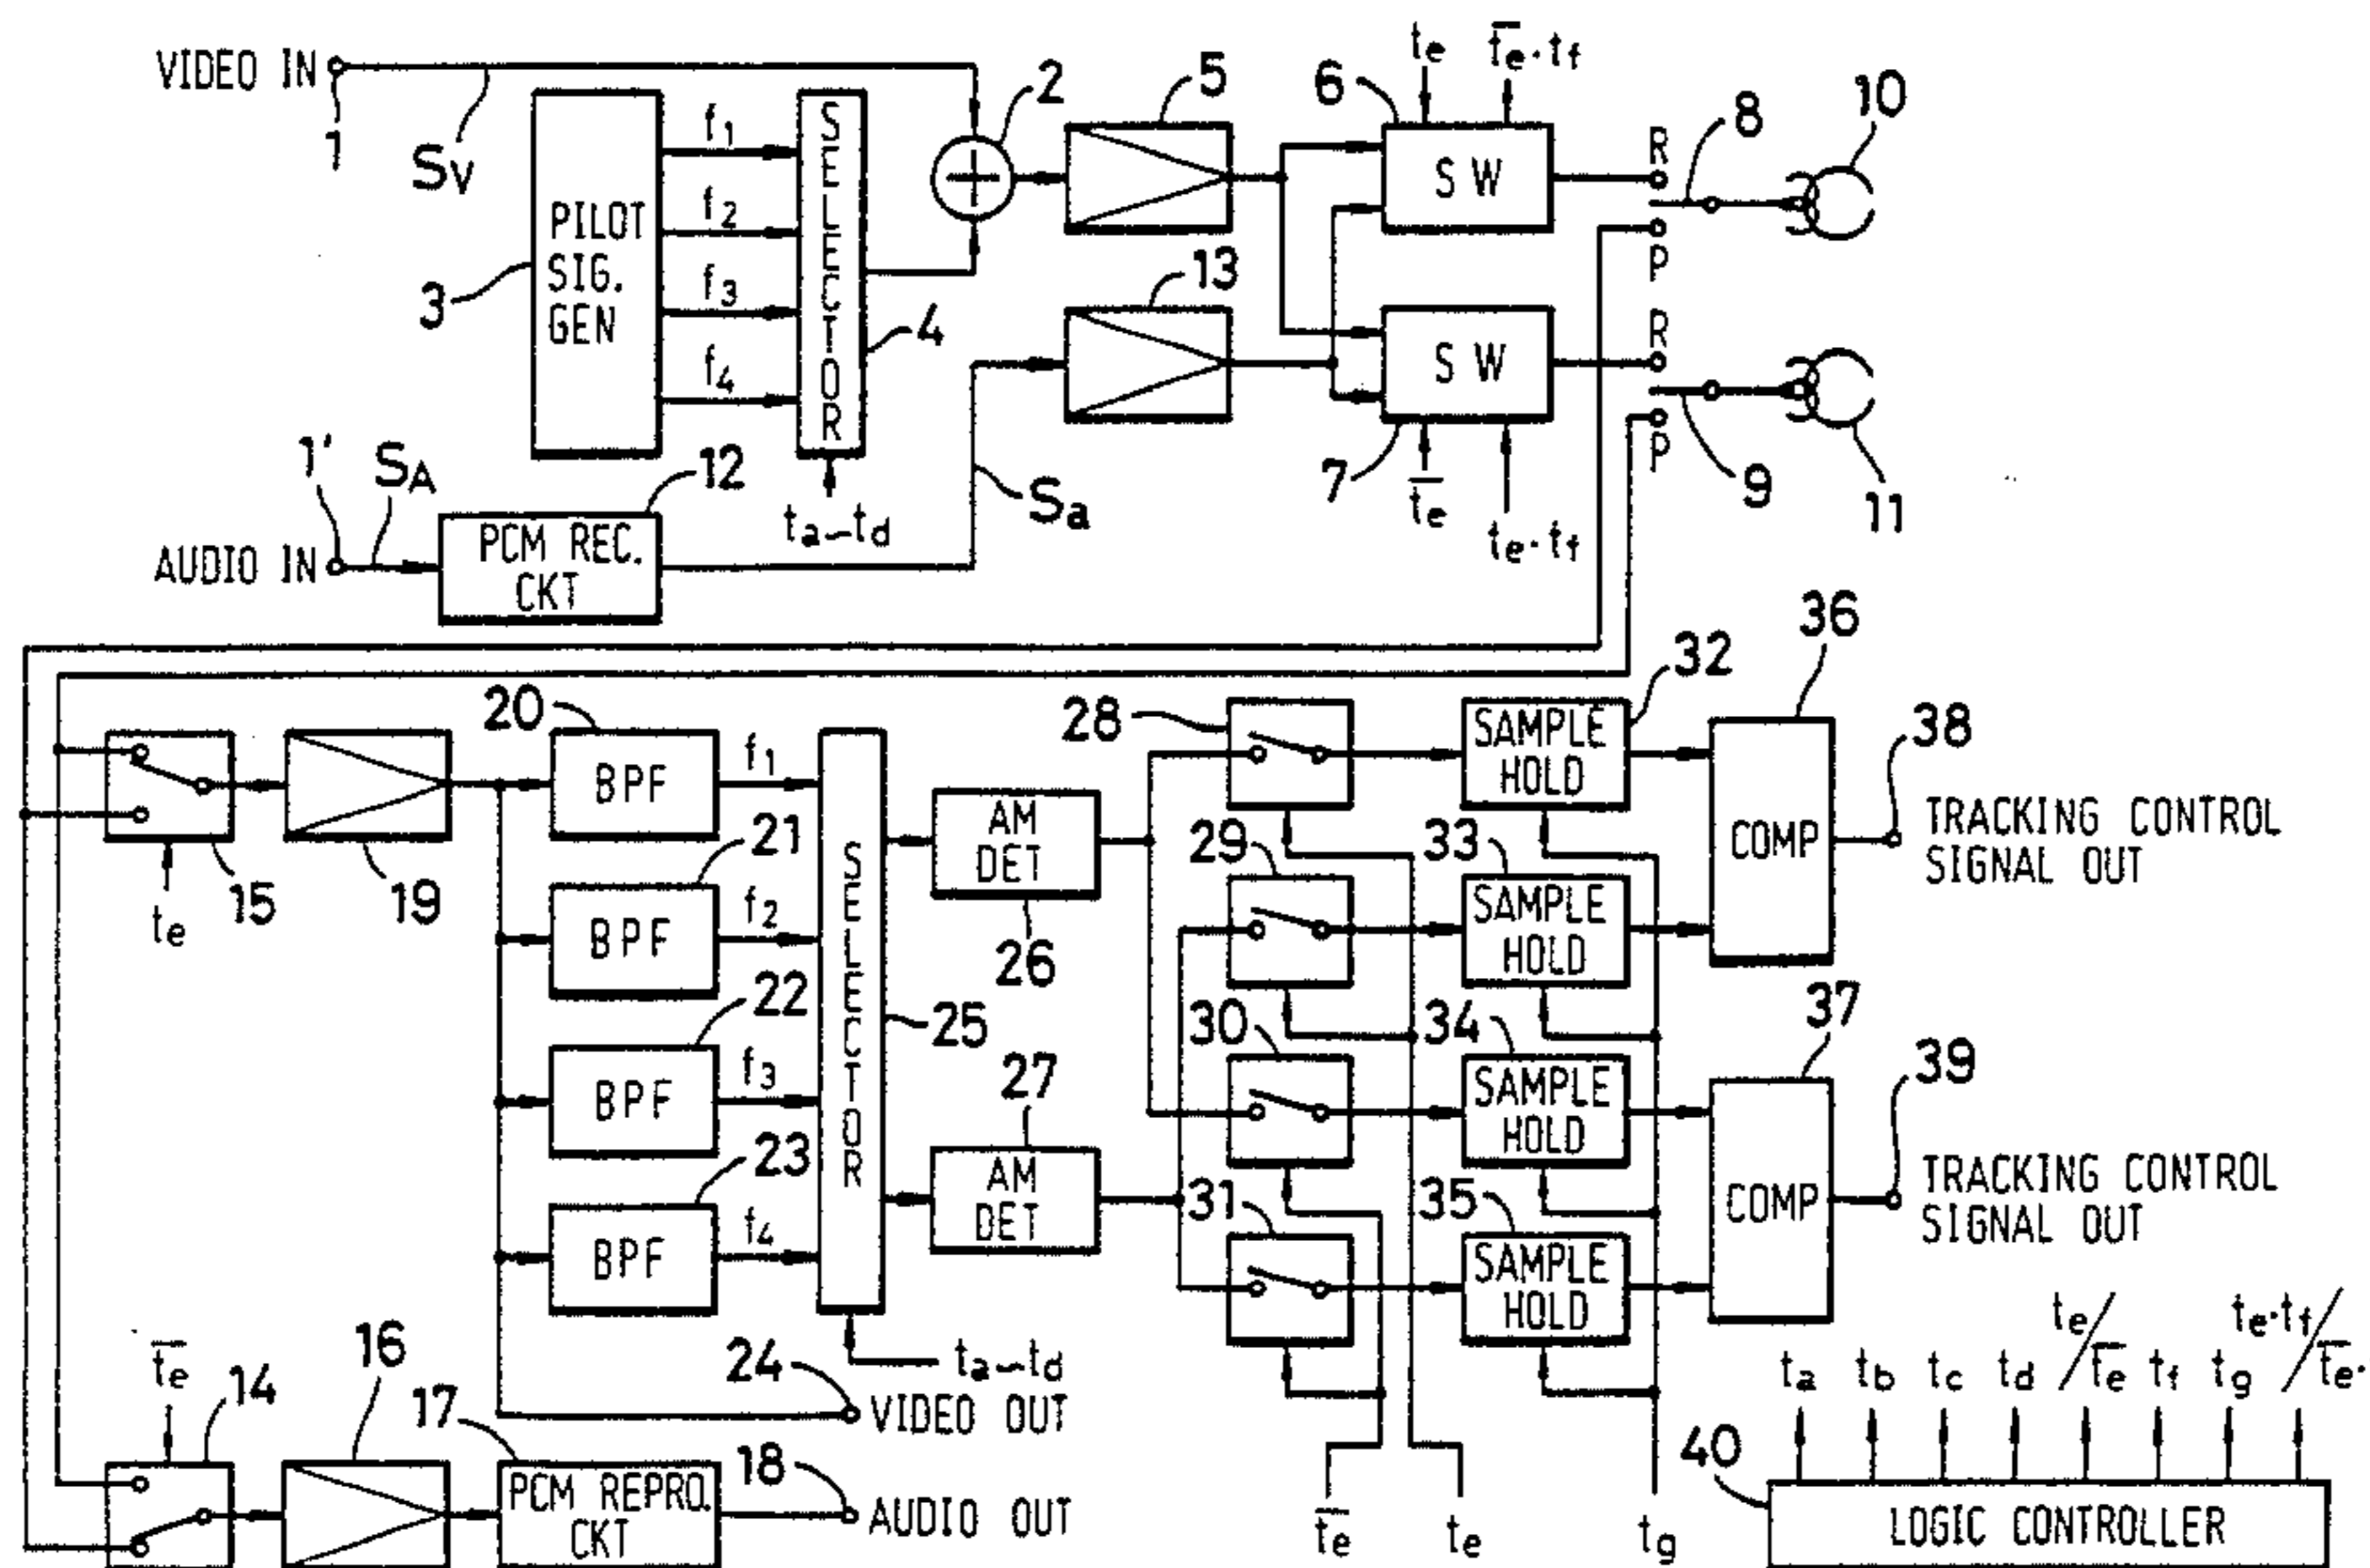 VIDEO IN
1
SV
3
PILOT
SIG.
GEN
f1
f2
f3
f4
SELECTOR
4
ta~td
2
5
13
te
t̅e̅·tf
6
SW
7
SW
t̅e̅
te·tf
R
P
8
10
R
P
9
11
1'
SA
AUDIO IN
12
PCM REC.
CKT
Sa
15
te
19
20
BPF
f1
21
BPF
f2
22
BPF
f3
23
BPF
f4
SELECTOR
25
ta~td
AM
DET
26
27
AM
DET
28
29
30
31
32
SAMPLE
HOLD
33
SAMPLE
HOLD
34
SAMPLE
HOLD
35
SAMPLE
HOLD
36
COMP
38
TRACKING CONTROL
SIGNAL OUT
37
COMP
39
TRACKING CONTROL
SIGNAL OUT
24
VIDEO OUT
t̅e̅
14
16
17
PCM REPRO.
CKT
18
AUDIO OUT
t̅e̅
te
tg
ta
tb
tc
td
te/t̅e̅
tf
tg
te·tf/t̅e̅·
40
LOGIC CONTROLLER